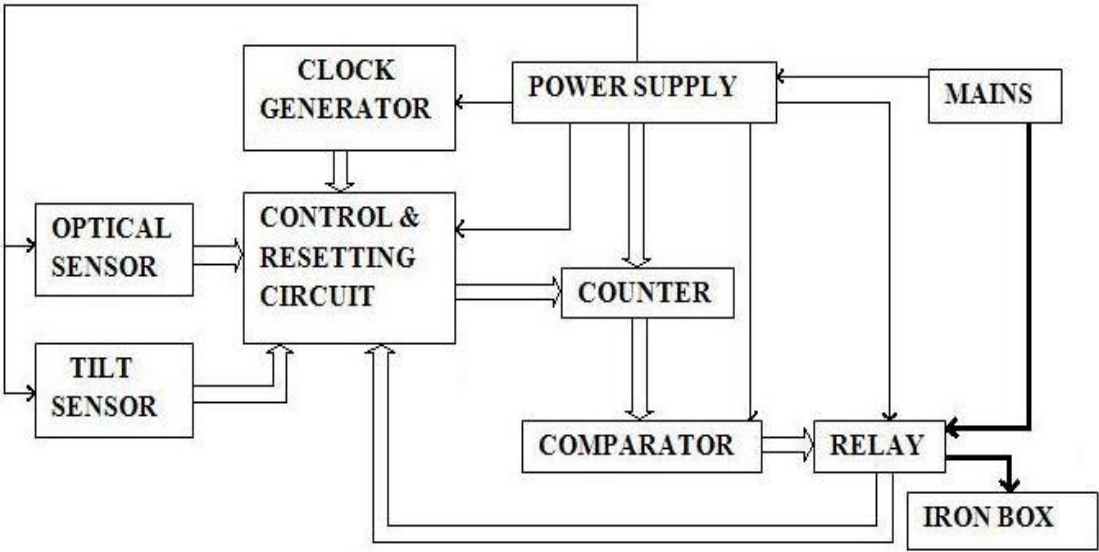 CLOCK
GENERATOR
POWER SUPPLY
MAINS
OPTICAL
SENSOR
CONTROL &
RESETTING
CIRCUIT
COUNTER
TILT
SENSOR
COMPARATOR
RELAY
IRON BOX